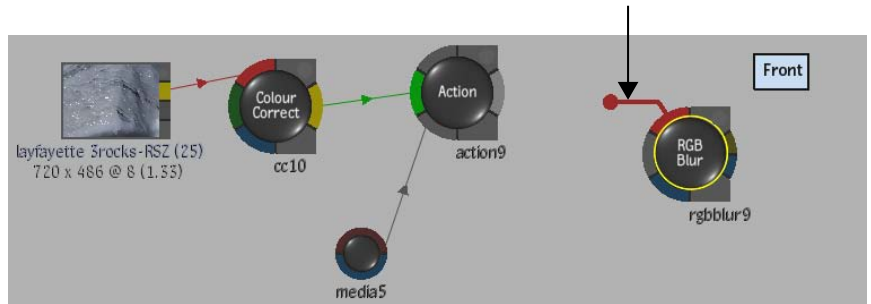 Front
Colour
Correct
Action
RGB
Blur
layfayette 3rocks-RSZ (25)
720 x 486 @ 8 (1.33)
cc10
action9
rgbblur9
media5